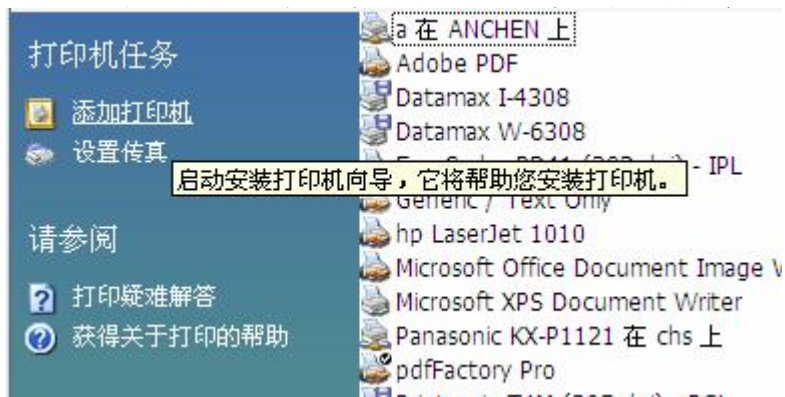 打印机任务
添加打印机
设置传真
启动安装打印机向导，它将帮助您安装打印机。
请参阅
打印疑难解答
获得关于打印的帮助
a 在 ANCHEN 上
Adobe PDF
Datamax I-4308
Datamax W-6308
- IPL
Generic / Text Only
hp LaserJet 1010
Microsoft Office Document Image
Microsoft XPS Document Writer
Panasonic KX-P1121 在 chs 上
pdfFactory Pro